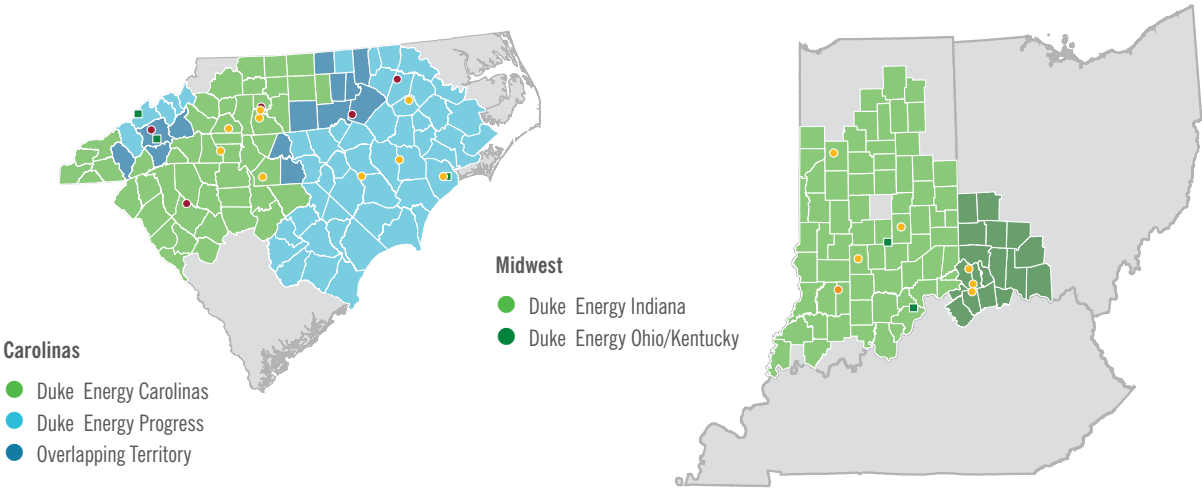 Midwest
Duke Energy Indiana
Duke Energy Ohio/Kentucky
Carolinas
Duke Energy Carolinas
Duke Energy Progress
Overlapping Territory